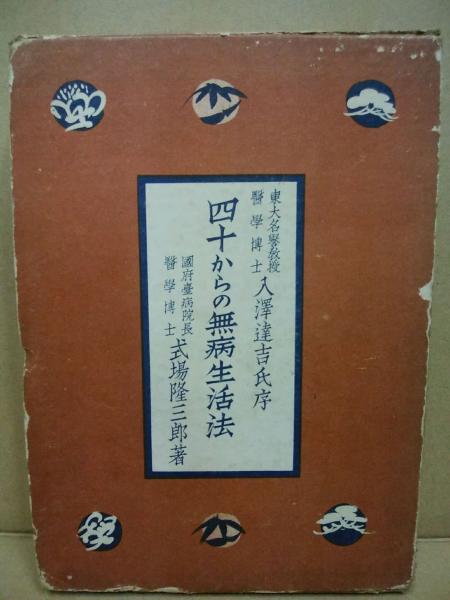 東大名譽教授
醫學博士 入澤達吉氏序
四十からの無病生活法
國府臺病院長
醫學博士 式場隆三郎著